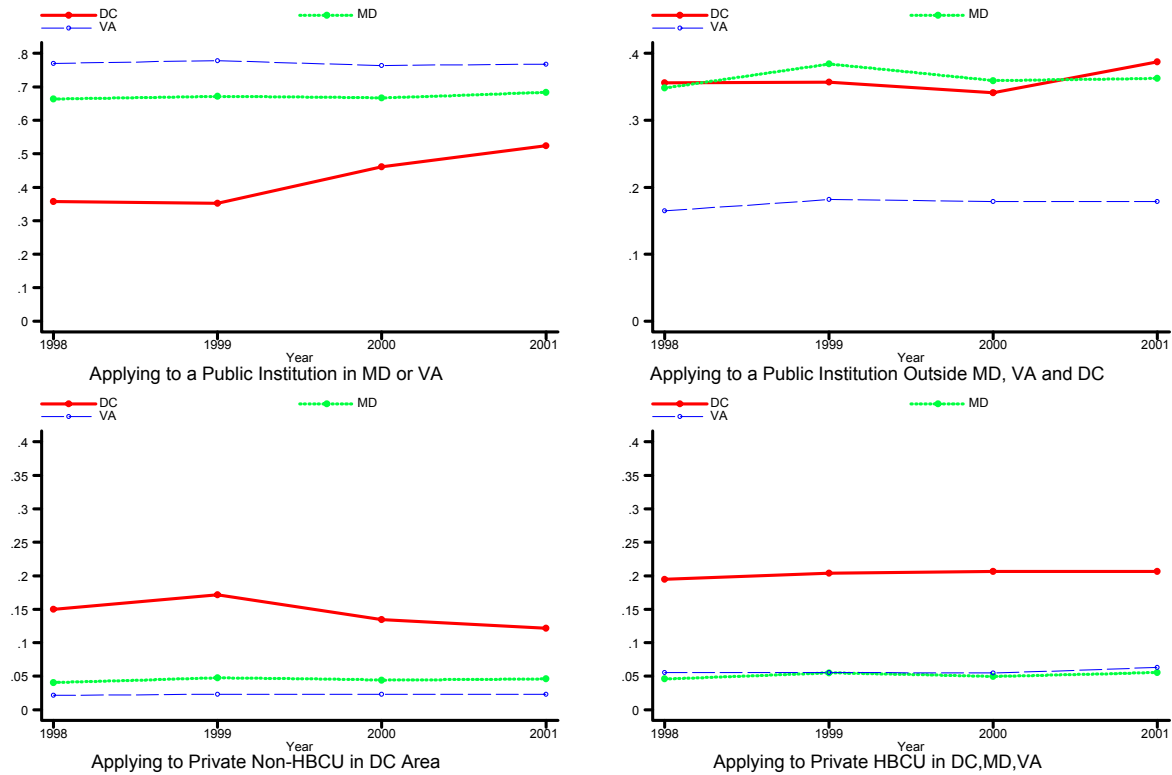 DC MD
VA
.8
.7
.6
.5
.4
.3
.2
.1
0
1998 1999 2000 2001
Year
Applying to a Public Institution in MD or VA
DC MD
VA
.4
.3
.2
.1
0
1998 1999 2000 2001
Year
Applying to a Public Institution Outside MD, VA and DC
DC MD
VA
.4
.35
.3
.25
.2
.15
.1
.05
0
1998 1999 2000 2001
Year
Applying to Private Non-HBCU in DC Area
DC MD
VA
.4
.35
.3
.25
.2
.15
.1
.05
0
1998 1999 2000 2001
Year
Applying to Private HBCU in DC,MD,VA